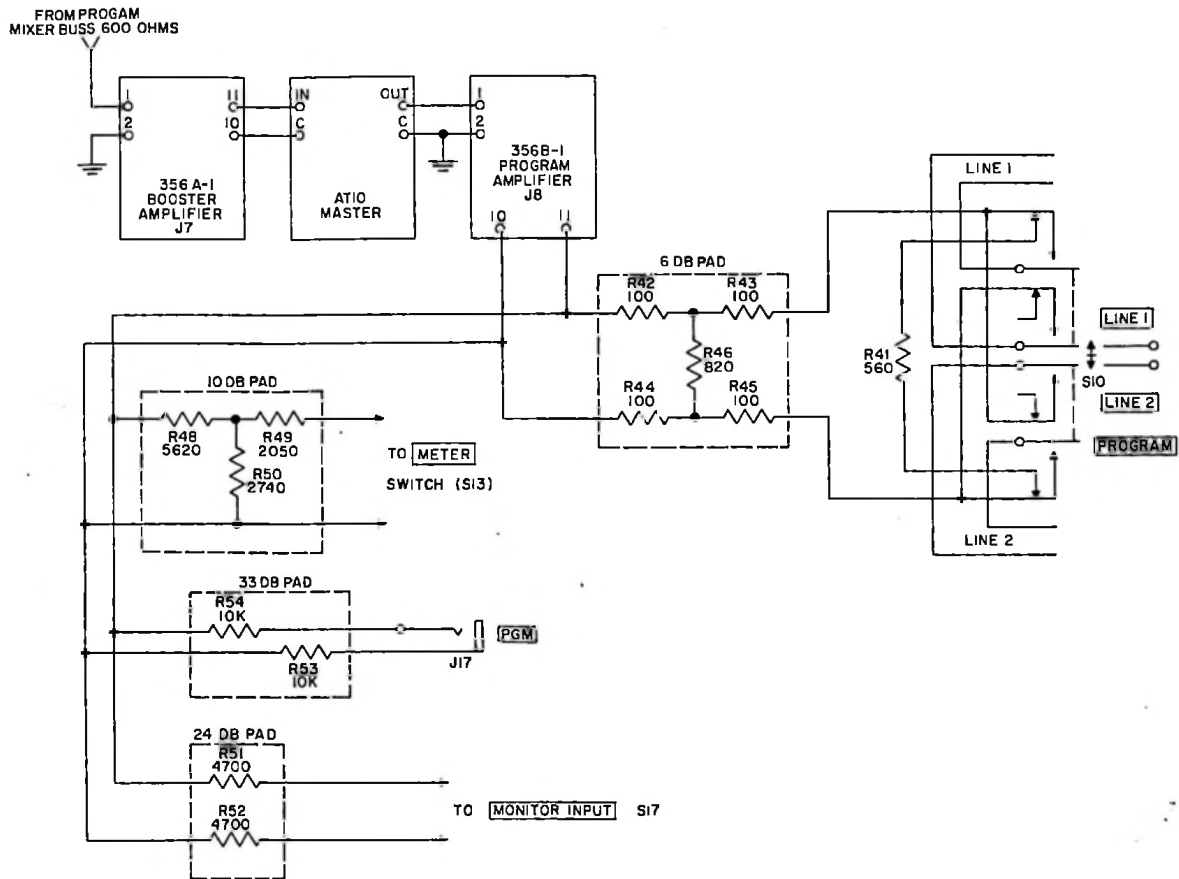 FROM PROGAM
MIXER BUSS 600 OHMS
1
2
11
10
356 A-1
BOOSTER
AMPLIFIER
J7
IN
C
OUT
C
AT10
MASTER
1
2
356B-1
PROGRAM
AMPLIFIER
J8
10
11
6 DB PAD
R42
100
R43
100
R46
820
R44
100
R45
100
LINE 1
R41
560
LINE 1
S10
LINE 2
PROGRAM
LINE 2
10 DB PAD
R48
5620
R49
2050
R50
2740
TO METER
SWITCH (S13)
33 DB PAD
R54
10K
R53
10K
J17
PGM
24 DB PAD
R51
4700
R52
4700
TO MONITOR INPUT S17